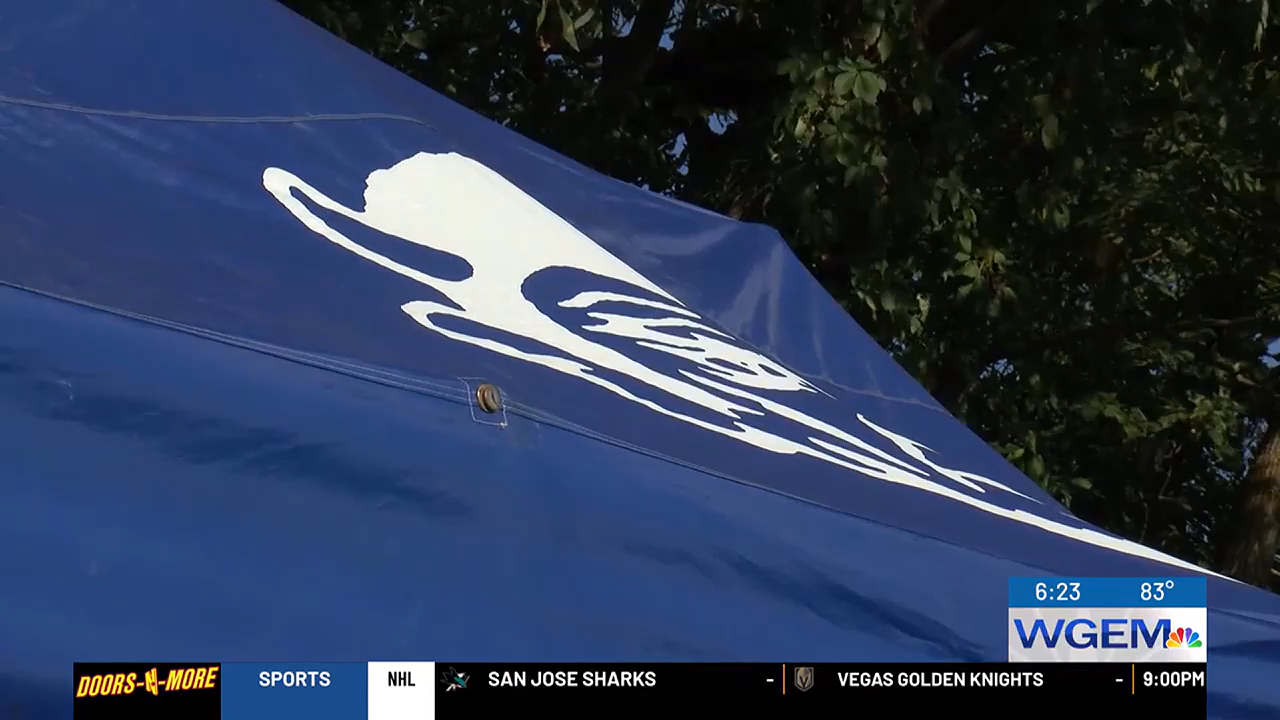 6:23 83°
WGEM
DOORS-N-MORE SPORTS NHL SAN JOSE SHARKS - VEGAS GOLDEN KNIGHTS - 9:00PM